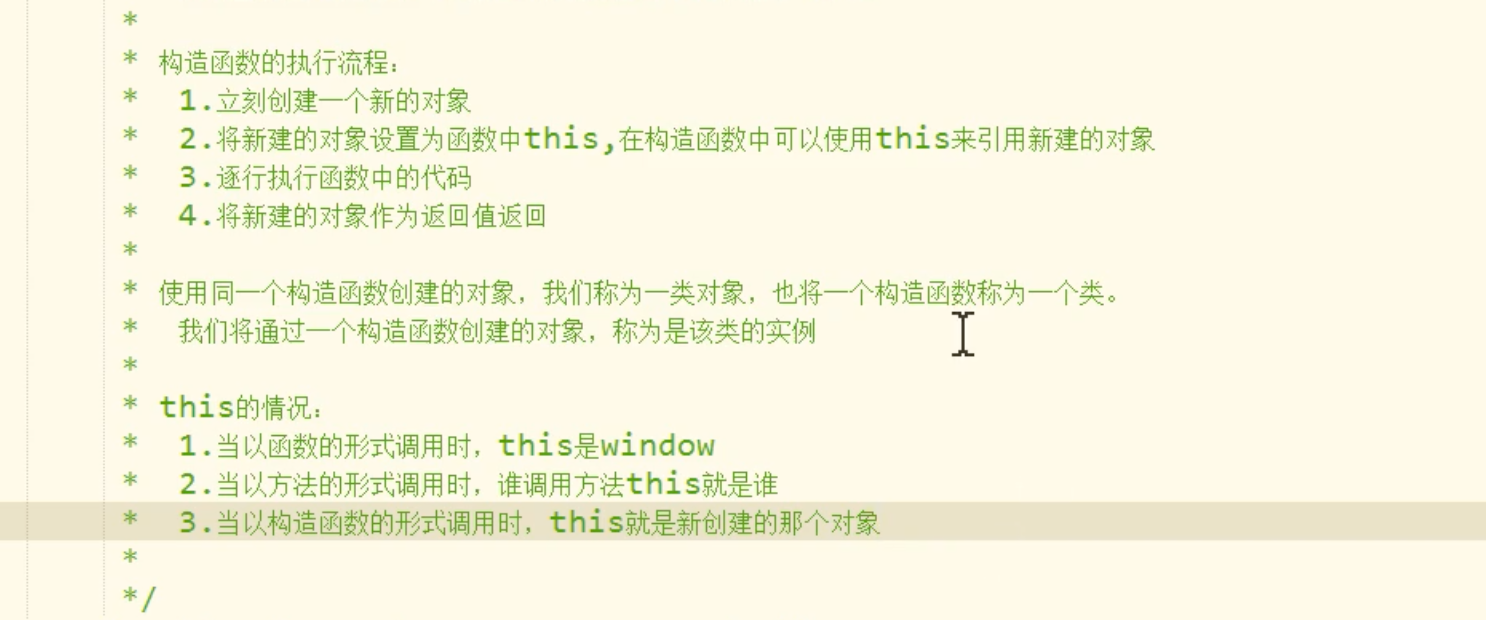 *
* 构造函数的执行流程：
* 1.立刻创建一个新的对象
* 2.将新建的对象设置为函数中this,在构造函数中可以使用this来引用新建的对象
* 3.逐行执行函数中的代码
* 4.将新建的对象作为返回值返回
*
* 使用同一个构造函数创建的对象，我们称为一类对象，也将一个构造函数称为一个类。
* 我们将通过一个构造函数创建的对象，称为是该类的实例
*
* this的情况：
* 1.当以函数的形式调用时，this是window
* 2.当以方法的形式调用时，谁调用方法this就是谁
* 3.当以构造函数的形式调用时，this就是新创建的那个对象
*
*/